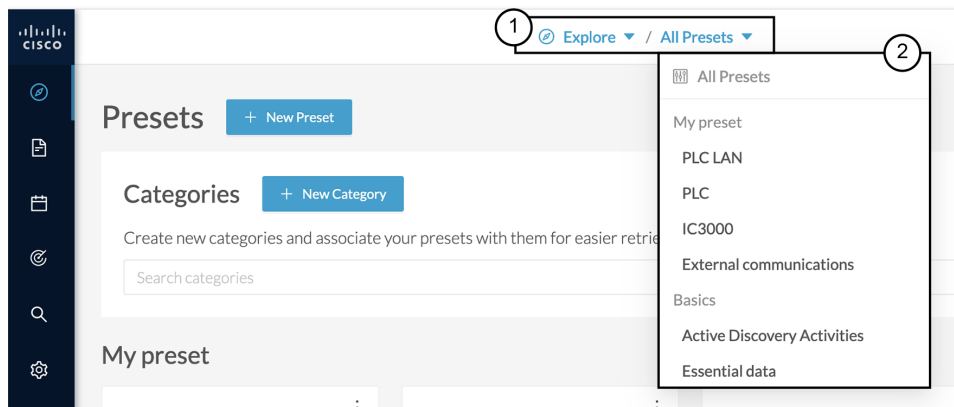 CISCO
1
Explore / All Presets
2
All Presets
Presets
+ New Preset
My preset
PLC LAN
PLC
IC3000
External communications
Basics
Active Discovery Activities
Essential data
Categories
+ New Category
Create new categories and associate your presets with them for easier retrie
Search categories
My preset